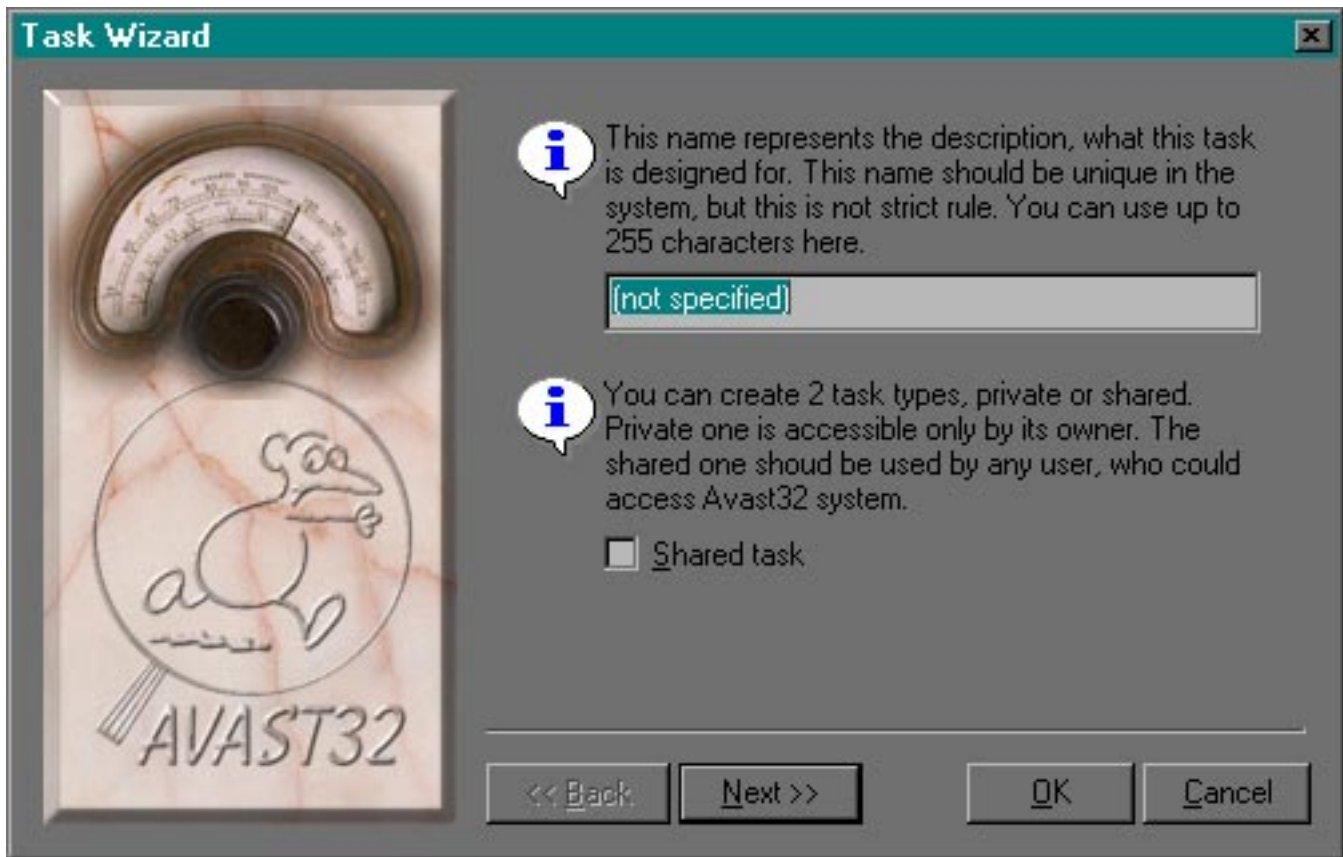 Task Wizard
This name represents the description, what this task
is designed for. This name should be unique in the
system, but this is not strict rule. You can use up to
255 characters here.
(not specified)
You can create 2 task types, private or shared.
Private one is accessible only by its owner. The
shared one shoud be used by any user, who could
access Avast32 system.
Shared task
AVAST32
<< Back
Next >>
OK
Cancel